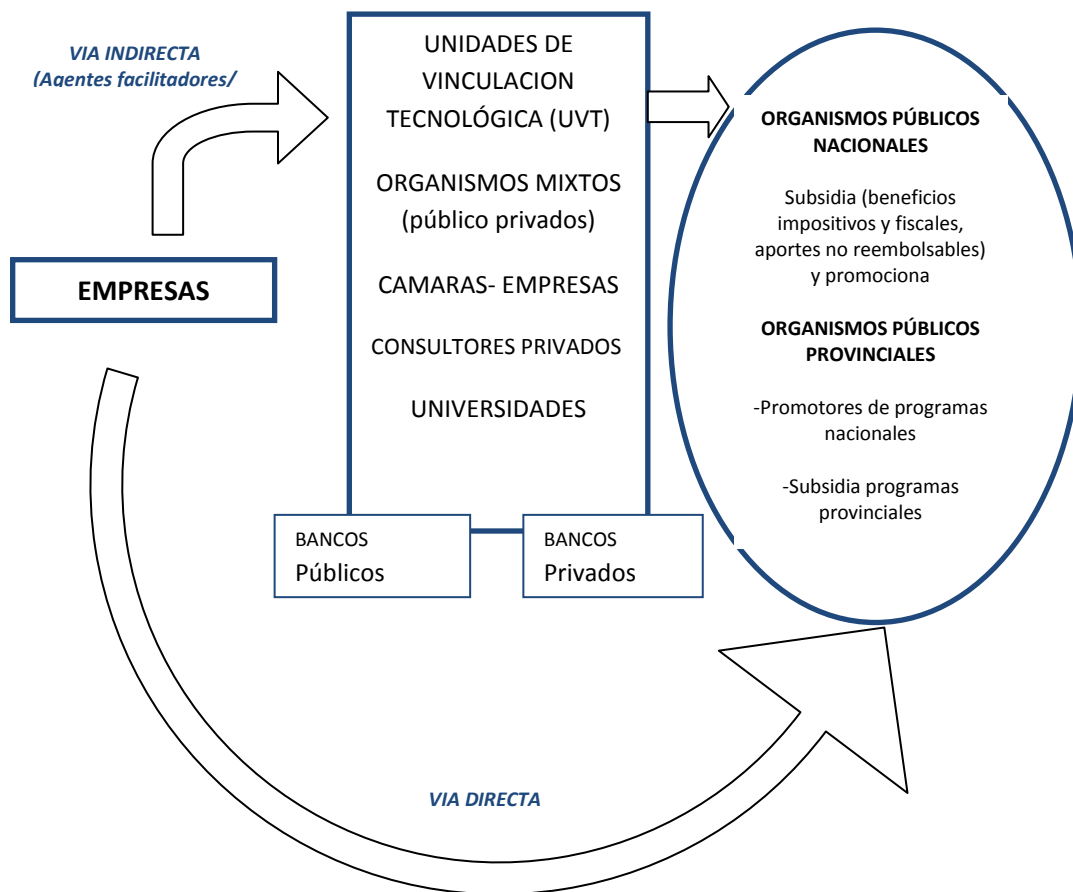 VIA INDIRECTA
(Agentes facilitadores/
EMPRESAS
UNIDADES DE
VINCULACION
TECNOLÓGICA (UVT)
ORGANISMOS MIXTOS
(público privados)
CAMARAS- EMPRESAS
CONSULTORES PRIVADOS
UNIVERSIDADES
BANCOS
Públicos
BANCOS
Privados
ORGANISMOS PÚBLICOS
NACIONALES
Subsidia (beneficios
impositivos y fiscales,
aportes no reembolsables)
y promociona
ORGANISMOS PÚBLICOS
PROVINCIALES
-Promotores de programas
nacionales
-Subsidia programas
provinciales
VIA DIRECTA